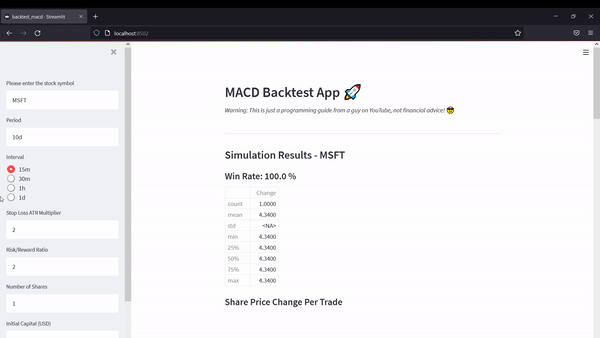 backtest_macd · Streamlit
localhost:8502
Please enter the stock symbol
MSFT
Period
10d
Interval
15m
30m
1h
1d
Stop Loss ATR Multiplier
2
Risk/Reward Ratio
2
Number of Shares
1
Initial Capital (USD)
MACD Backtest App 🚀
Warning: This is just a programming guide from a guy on YouTube, not financial advice! 😎
Simulation Results - MSFT
Win Rate: 100.0 %
Change
count 1.0000
mean 4.3400
std <NA>
min 4.3400
25% 4.3400
50% 4.3400
75% 4.3400
max 4.3400
Share Price Change Per Trade